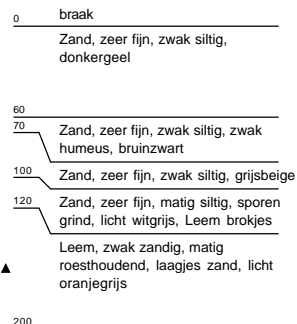 0 braak
Zand, zeer fijn, zwak siltig,
donkergeel
60
70 Zand, zeer fijn, zwak siltig, zwak
humeus, bruinzwart
100 Zand, zeer fijn, zwak siltig, grijsbeige
120 Zand, zeer fijn, matig siltig, sporen
grind, licht witgrijs, Leem brokjes
Leem, zwak zandig, matig
roesthoudend, laagjes zand, licht
oranjegrijs
200